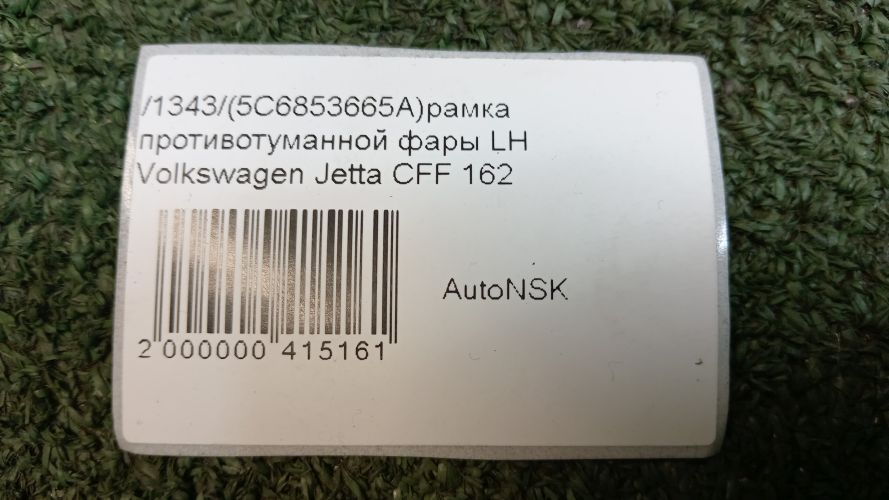 /1343/(5C6853665A)рамка
противотуманной фары LH
Volkswagen Jetta CFF 162
AutoNSK
2 000000 415161